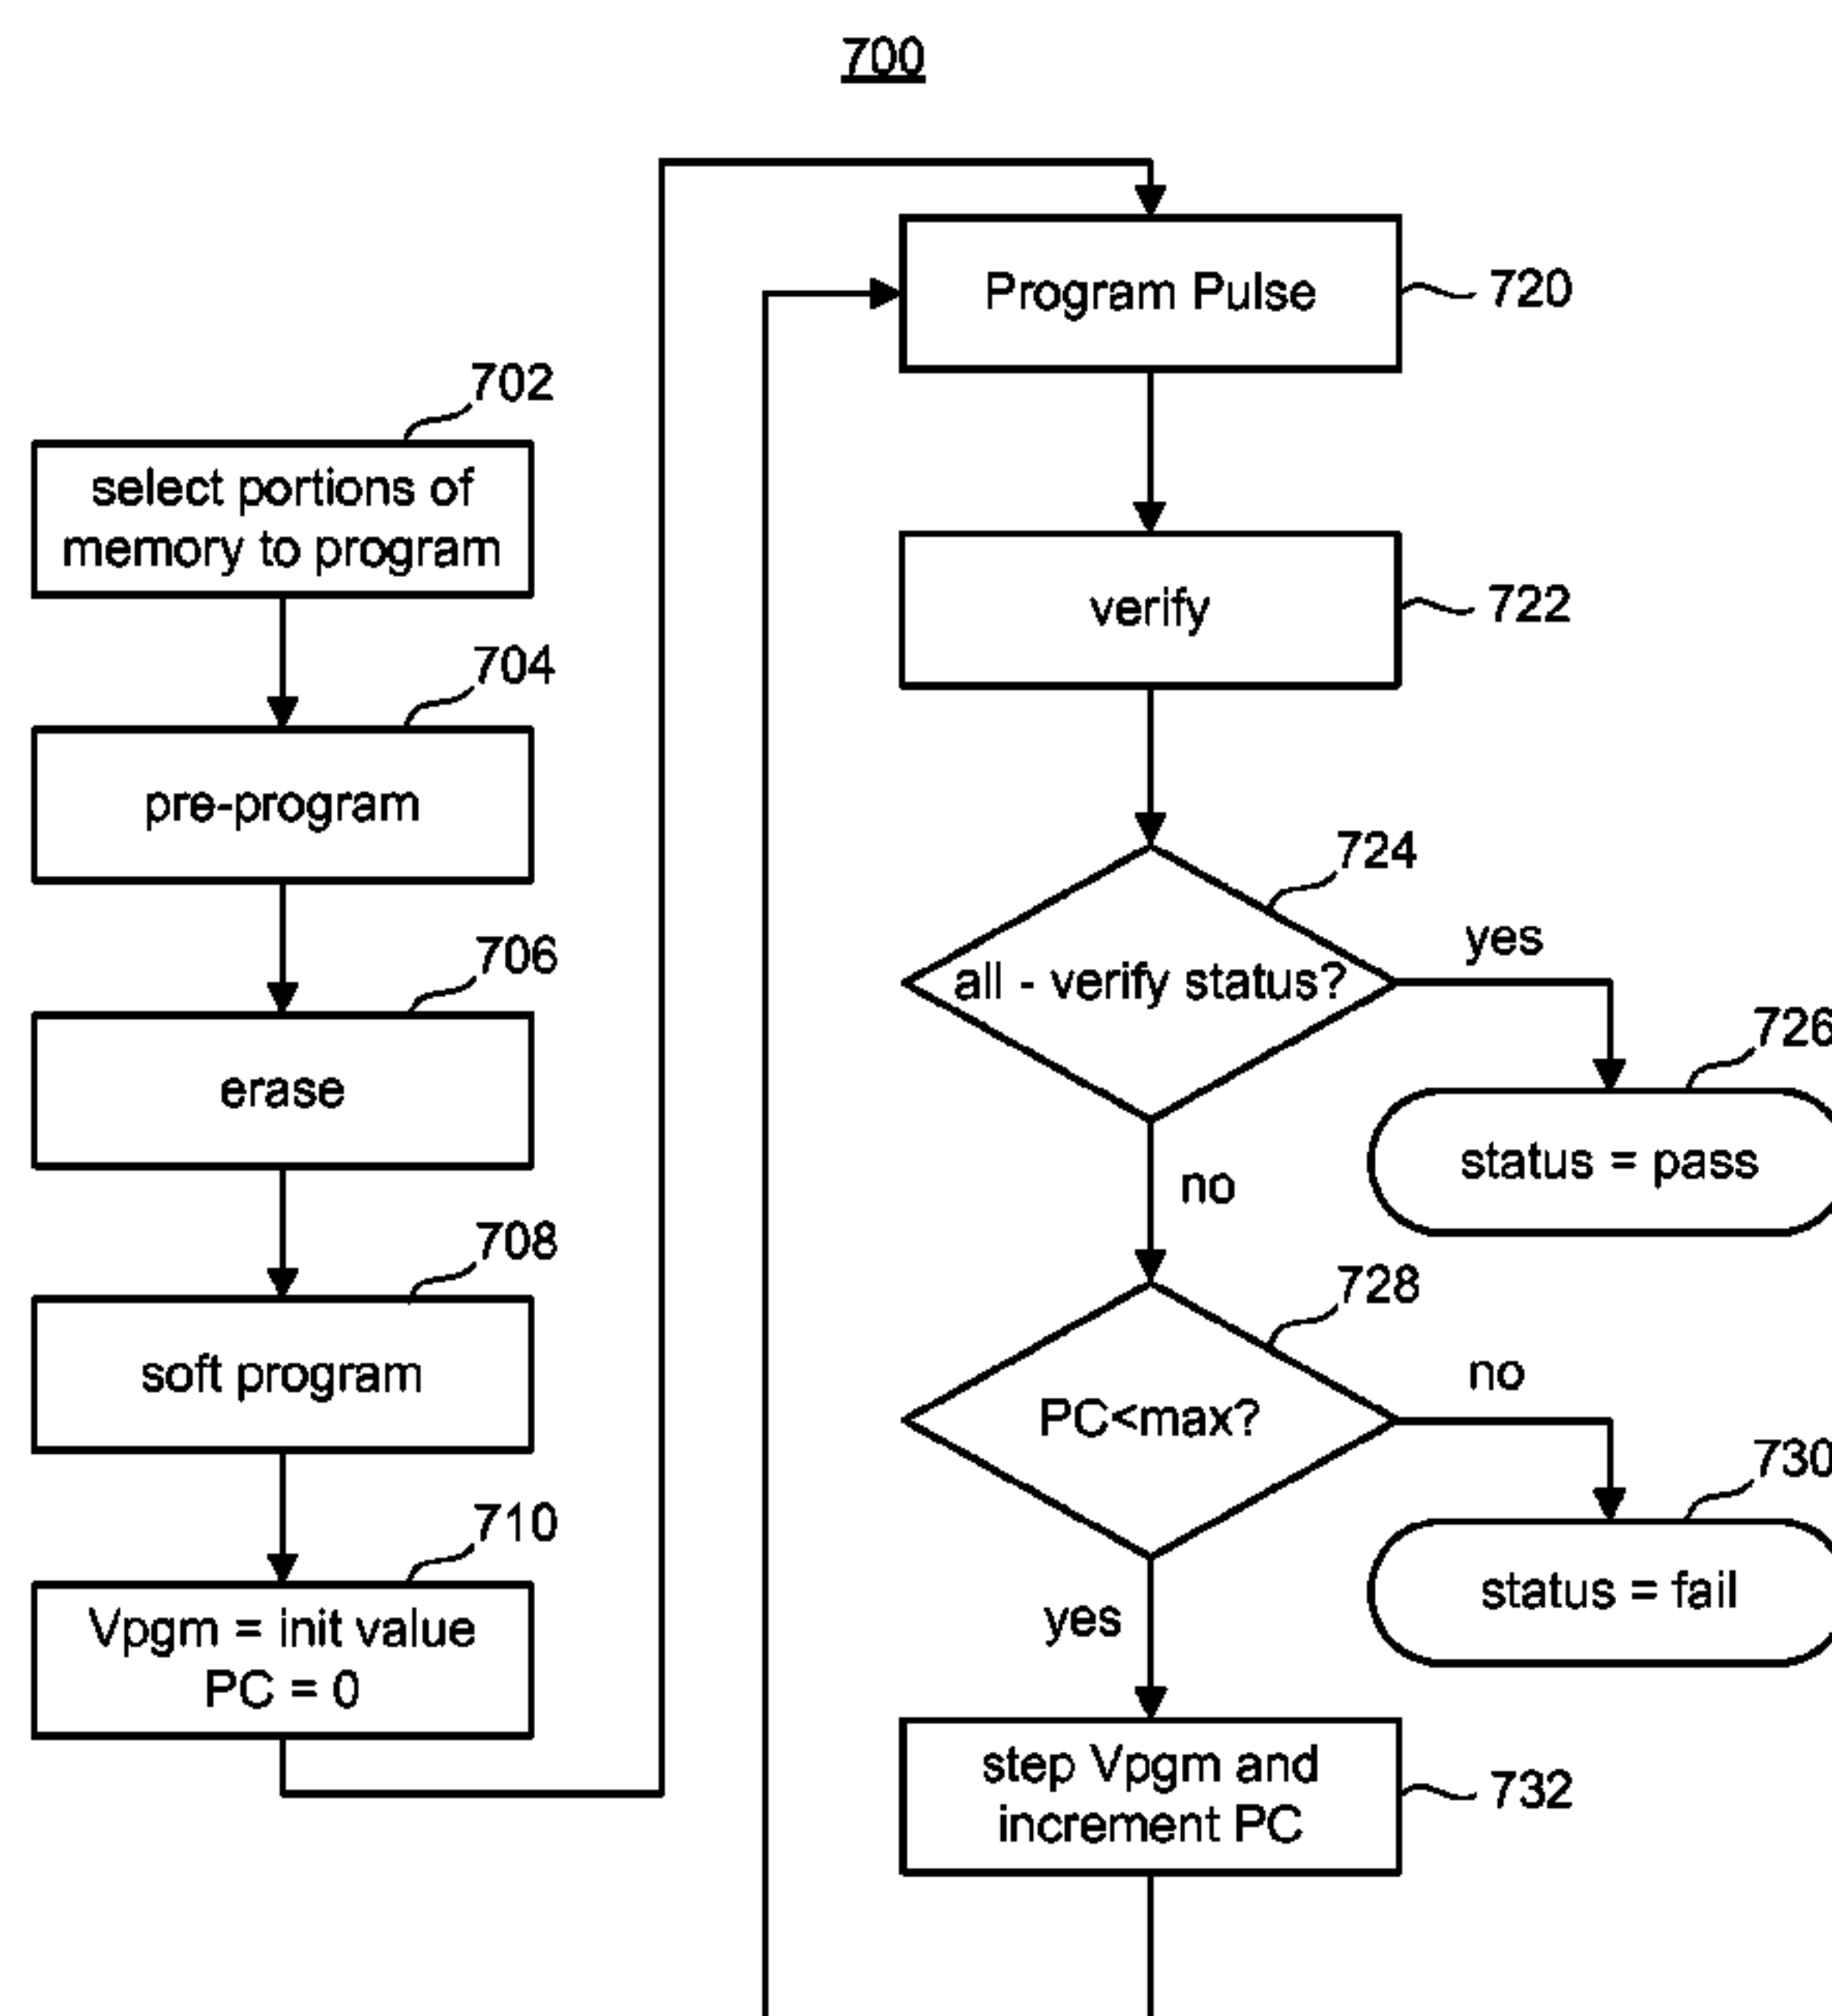 700
702
select portions of
memory to program
704
pre-program
706
erase
708
soft program
710
Vpgm = init value
PC = 0
Program Pulse
720
verify
722
724
all - verify status?
yes
726
status = pass
no
728
PC<max?
no
730
status = fail
yes
step Vpgm and
increment PC
732